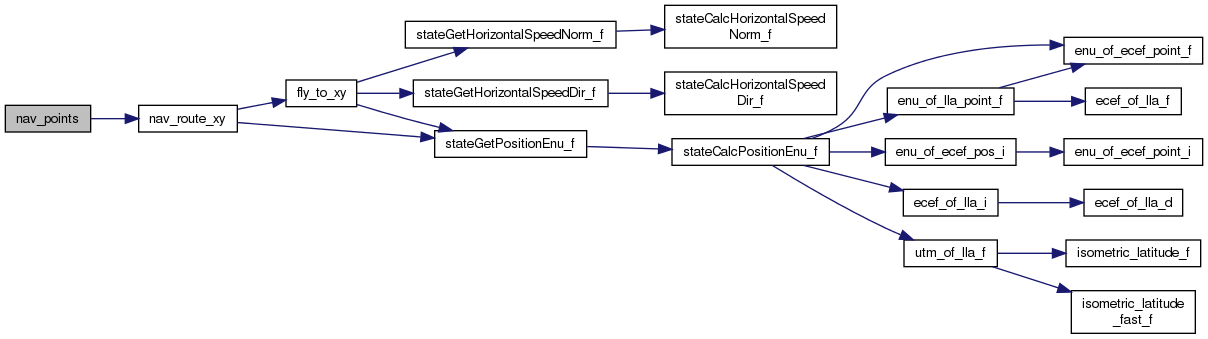 nav_points
nav_route_xy
fly_to_xy
stateGetHorizontalSpeedNorm_f
stateCalcHorizontalSpeed
Norm_f
stateGetHorizontalSpeedDir_f
stateCalcHorizontalSpeed
Dir_f
stateGetPositionEnu_f
stateCalcPositionEnu_f
enu_of_ecef_point_f
enu_of_lla_point_f
ecef_of_lla_f
enu_of_ecef_pos_i
enu_of_ecef_point_i
ecef_of_lla_i
ecef_of_lla_d
utm_of_lla_f
isometric_latitude_f
isometric_latitude
_fast_f